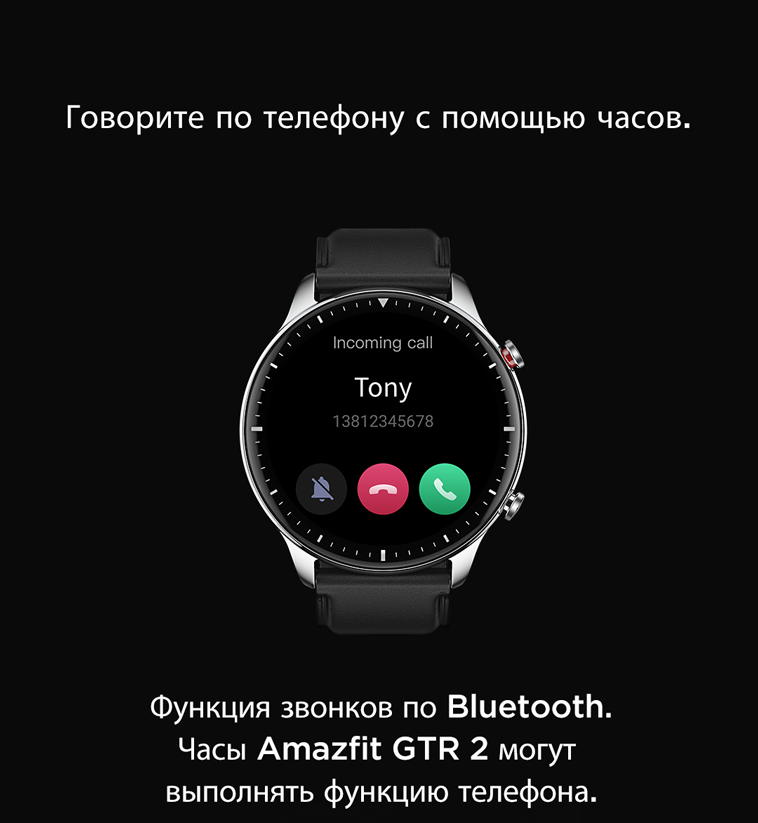 Говорите по телефону с помощью часов.
Incoming call
Tony
13812345678
Функция звонков по Bluetooth.
Часы Amazfit GTR 2 могут
выполнять функцию телефона.